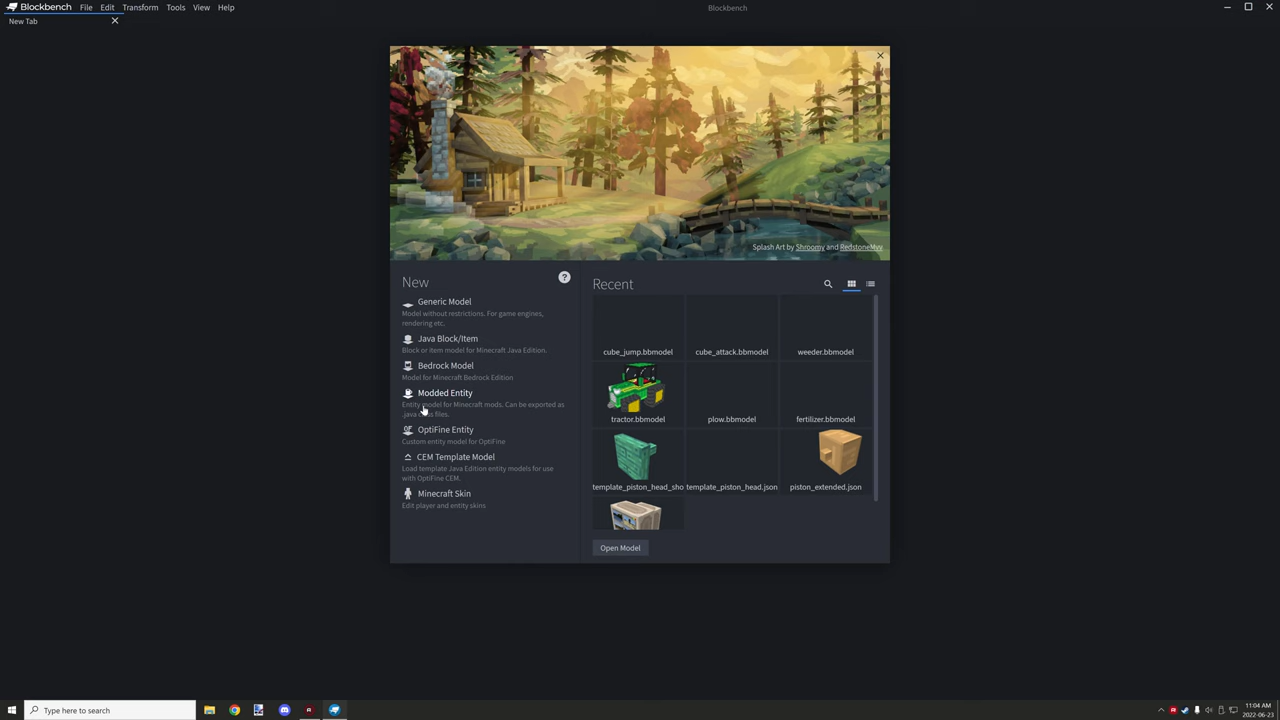 Blockbench File Edit Transform Tools View Help Blockbench
New Tab
Splash Art by Shroomy and RedstoneMvv
New
?
Generic Model
Model without restrictions. For game engines,
rendering etc.
Java Block/Item
Block or item model for Minecraft Java Edition.
Bedrock Model
Model for Minecraft Bedrock Edition
Modded Entity
Entity model for Minecraft mods. Can be exported as
.java class files.
OptiFine Entity
Custom entity model for OptiFine
CEM Template Model
Load template Java Edition entity models for use
with OptiFine CEM.
Minecraft Skin
Edit player and entity skins
Recent
cube_jump.bbmodel cube_attack.bbmodel weeder.bbmodel
tractor.bbmodel plow.bbmodel fertilizer.bbmodel
template_piston_head_sho template_piston_head.json piston_extended.json
Open Model
Type here to search
11:04 AM
2022-06-23